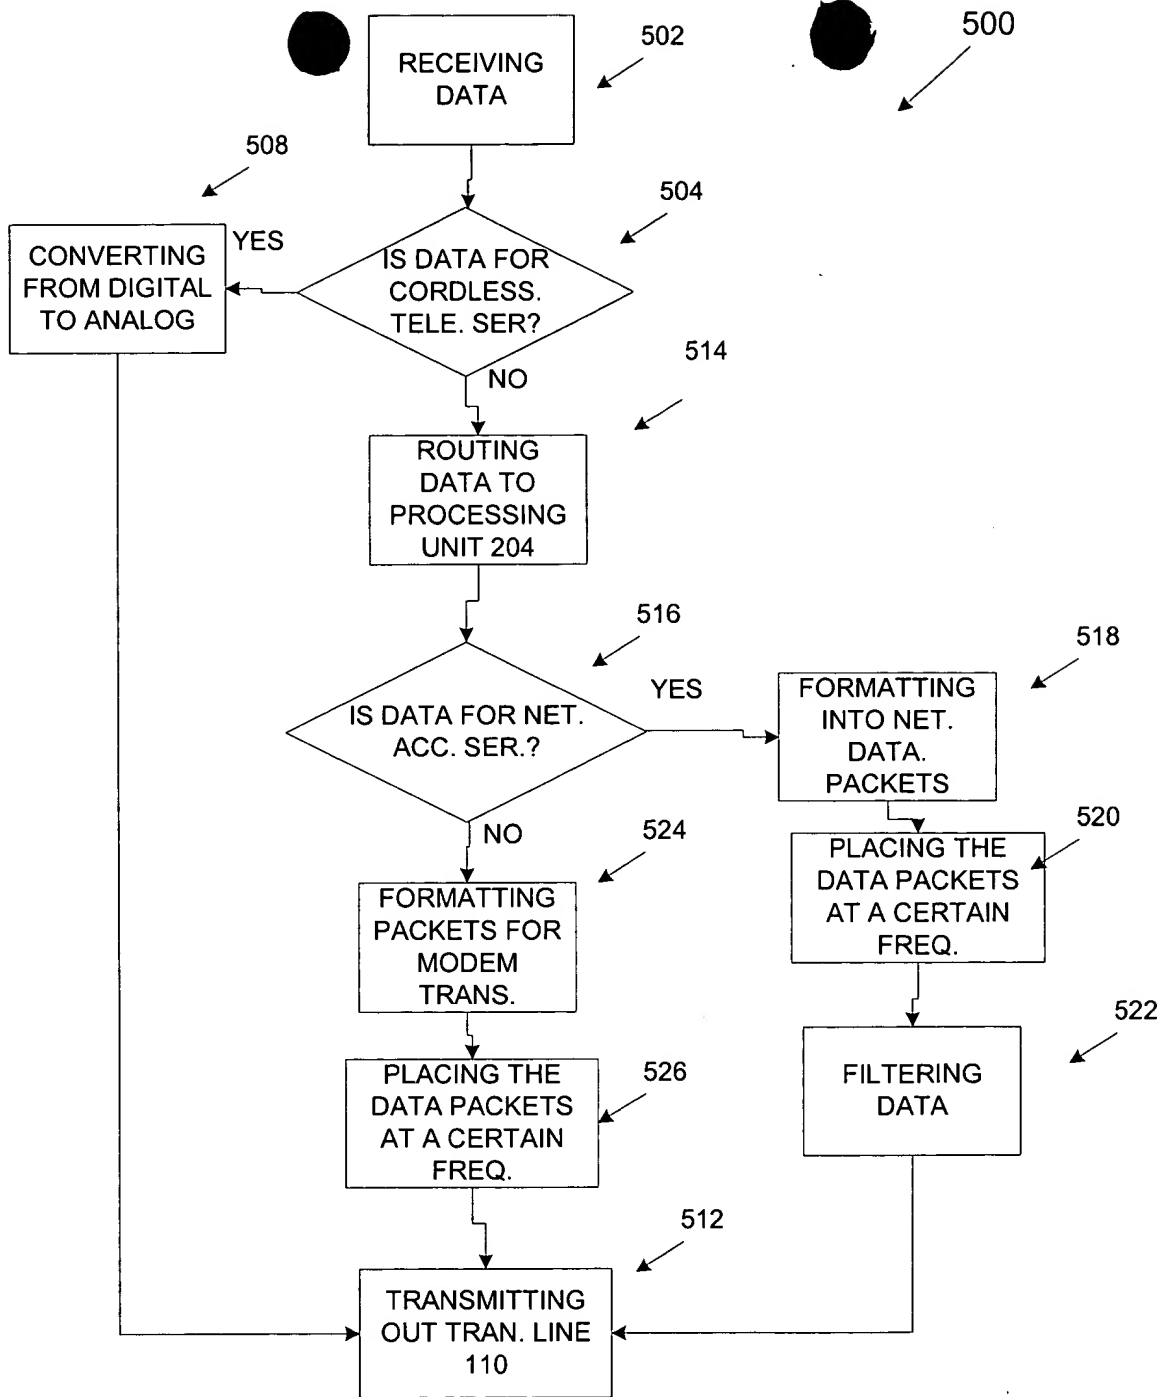 500
502
RECEIVING
DATA
508
504
YES
CONVERTING
FROM DIGITAL
TO ANALOG
IS DATA FOR
CORDLESS.
TELE. SER?
NO
514
ROUTING
DATA TO
PROCESSING
UNIT 204
516
IS DATA FOR NET.
ACC. SER.?
YES
518
FORMATTING
INTO NET.
DATA.
PACKETS
NO
520
PLACING THE
DATA PACKETS
AT A CERTAIN
FREQ.
524
FORMATTING
PACKETS FOR
MODEM
TRANS.
522
FILTERING
DATA
526
PLACING THE
DATA PACKETS
AT A CERTAIN
FREQ.
512
TRANSMITTING
OUT TRAN. LINE
110